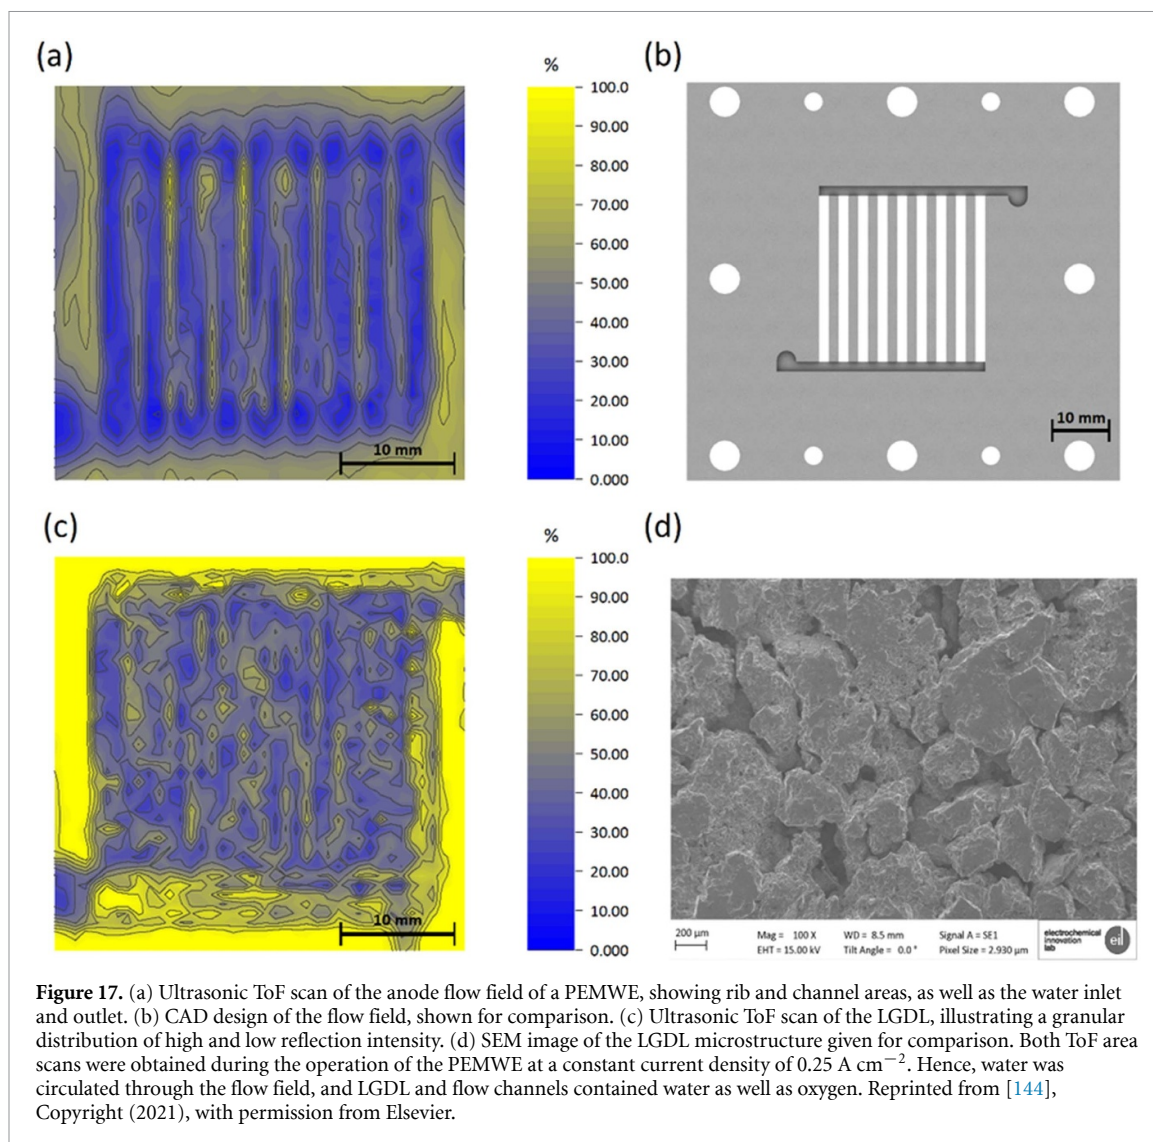 (a)
%
100.0
90.00
80.00
70.00
60.00
50.00
40.00
30.00
20.00
10.00
0.000
10 mm
(b)
10 mm
(c)
%
100.0
90.00
80.00
70.00
60.00
50.00
40.00
30.00
20.00
10.00
0.000
10 mm
(d)
200 µm
Mag = 100 X WD = 8.5 mm Signal A = SE1
EHT = 15.00 kV Tilt Angle = 0.0 ° Pixel Size = 2.930 µm
electrochemical
innovation
lab
eil
Figure 17. (a) Ultrasonic ToF scan of the anode flow field of a PEMWE, showing rib and channel areas, as well as the water inlet
and outlet. (b) CAD design of the flow field, shown for comparison. (c) Ultrasonic ToF scan of the LGDL, illustrating a granular
distribution of high and low reflection intensity. (d) SEM image of the LGDL microstructure given for comparison. Both ToF area
scans were obtained during the operation of the PEMWE at a constant current density of 0.25 A cm⁻². Hence, water was
circulated through the flow field, and LGDL and flow channels contained water as well as oxygen. Reprinted from [144],
Copyright (2021), with permission from Elsevier.